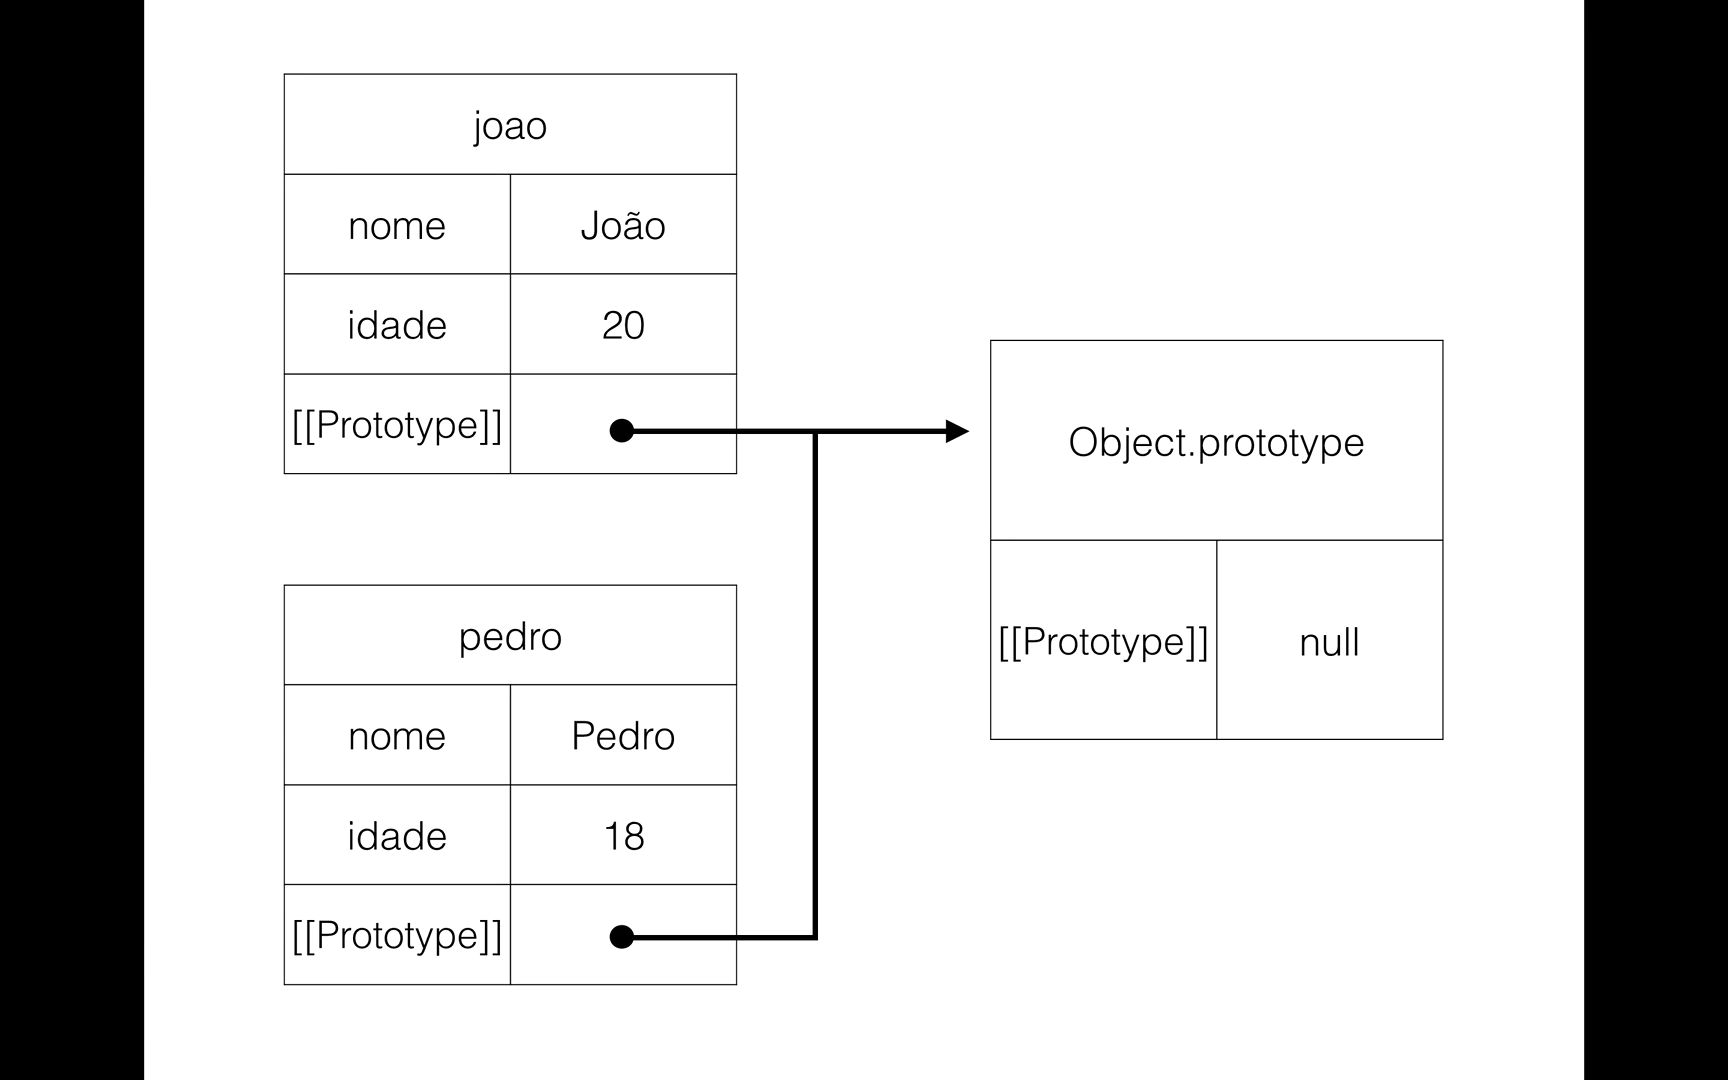 joao
nome João
idade 20
[[Prototype]]
pedro
nome Pedro
idade 18
[[Prototype]]
Object.prototype
[[Prototype]] null